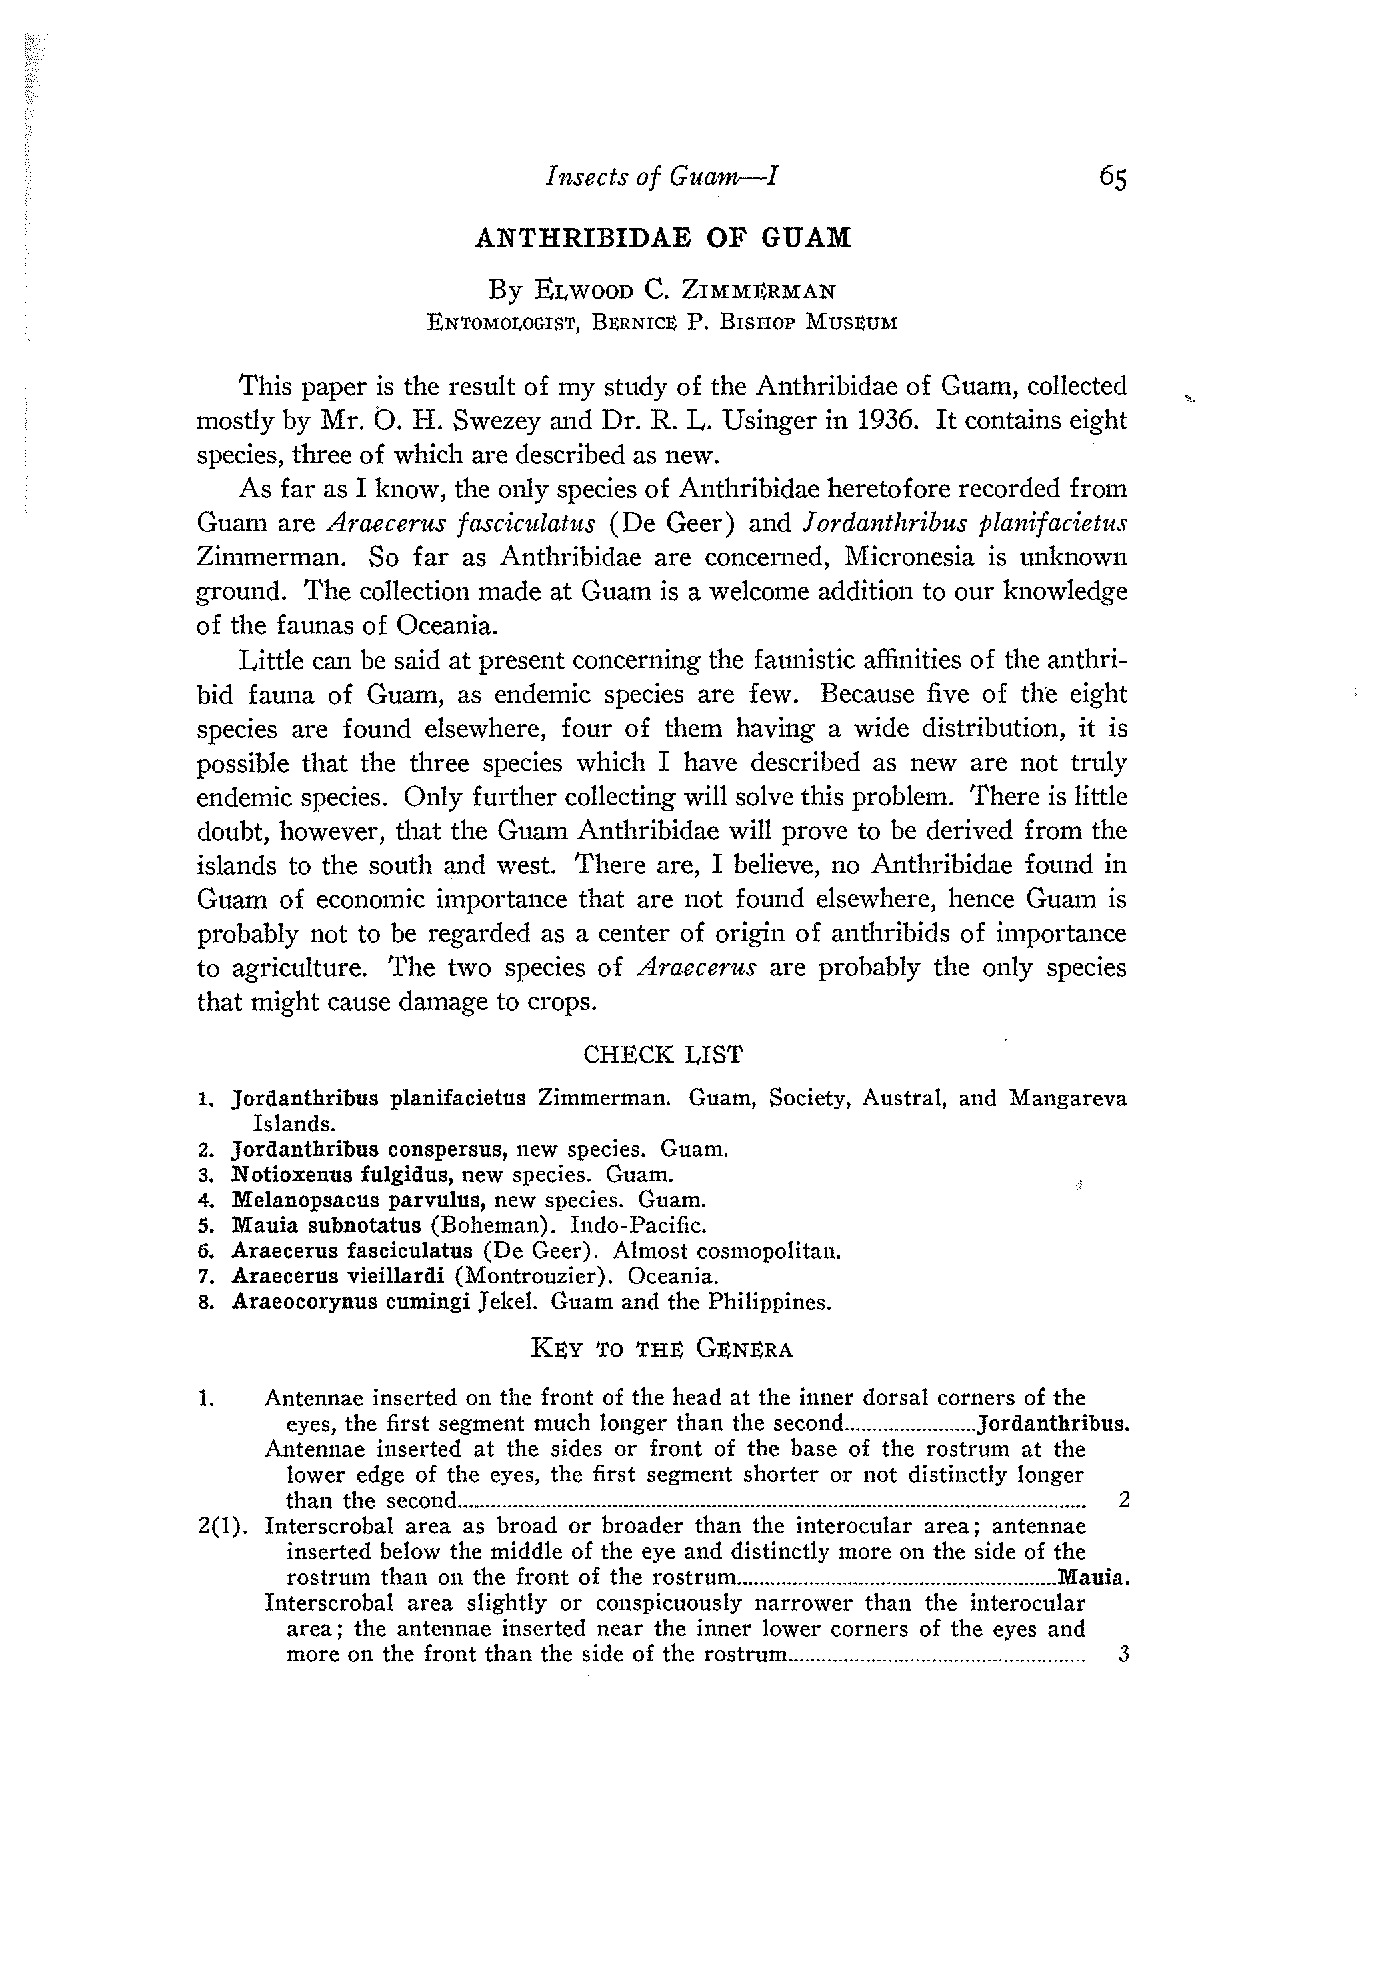 Insects of Guam—I 65
ANTHRIBIDAE OF GUAM
By ELWOOD C. ZIMMERMAN
ENTOMOLOGIST, BERNICE P. BISHOP MUSEUM
This paper is the result of my study of the Anthribidae of Guam, collected
mostly by Mr. O. H. Swezey and Dr. R. L. Usinger in 1936. It contains eight
species, three of which are described as new.
As far as I know, the only species of Anthribidae heretofore recorded from
Guam are Araecerus fasciculatus (De Geer) and Jordanthribus planifacietus
Zimmerman. So far as Anthribidae are concerned, Micronesia is unknown
ground. The collection made at Guam is a welcome addition to our knowledge
of the faunas of Oceania.
Little can be said at present concerning the faunistic affinities of the anthri-
bid fauna of Guam, as endemic species are few. Because five of the eight
species are found elsewhere, four of them having a wide distribution, it is
possible that the three species which I have described as new are not truly
endemic species. Only further collecting will solve this problem. There is little
doubt, however, that the Guam Anthribidae will prove to be derived from the
islands to the south and west. There are, I believe, no Anthribidae found in
Guam of economic importance that are not found elsewhere, hence Guam is
probably not to be regarded as a center of origin of anthribids of importance
to agriculture. The two species of Araecerus are probably the only species
that might cause damage to crops.
CHECK LIST
1. Jordanthribus planifacietus Zimmerman. Guam, Society, Austral, and Mangareva
Islands.
2. Jordanthribus conspersus, new species. Guam.
3. Notioxenus fulgidus, new species. Guam.
4. Melanopsacus parvulus, new species. Guam.
5. Mauia subnotatus (Boheman). Indo-Pacific.
6. Araecerus fasciculatus (De Geer). Almost cosmopolitan.
7. Araecerus vieillardi (Montrouzier). Oceania.
8. Araeocorynus cumingi Jekel. Guam and the Philippines.
KEY TO THE GENERA
1. Antennae inserted on the front of the head at the inner dorsal corners of the
eyes, the first segment much longer than the second........................Jordanthribus.
Antennae inserted at the sides or front of the base of the rostrum at the
lower edge of the eyes, the first segment shorter or not distinctly longer
than the second........................ 2
2(1). Interscrobal area as broad or broader than the interocular area; antennae
inserted below the middle of the eye and distinctly more on the side of the
rostrum than on the front of the rostrum........................Mauia.
Interscrobal area slightly or conspicuously narrower than the interocular
area; the antennae inserted near the inner lower corners of the eyes and
more on the front than the side of the rostrum........................ 3